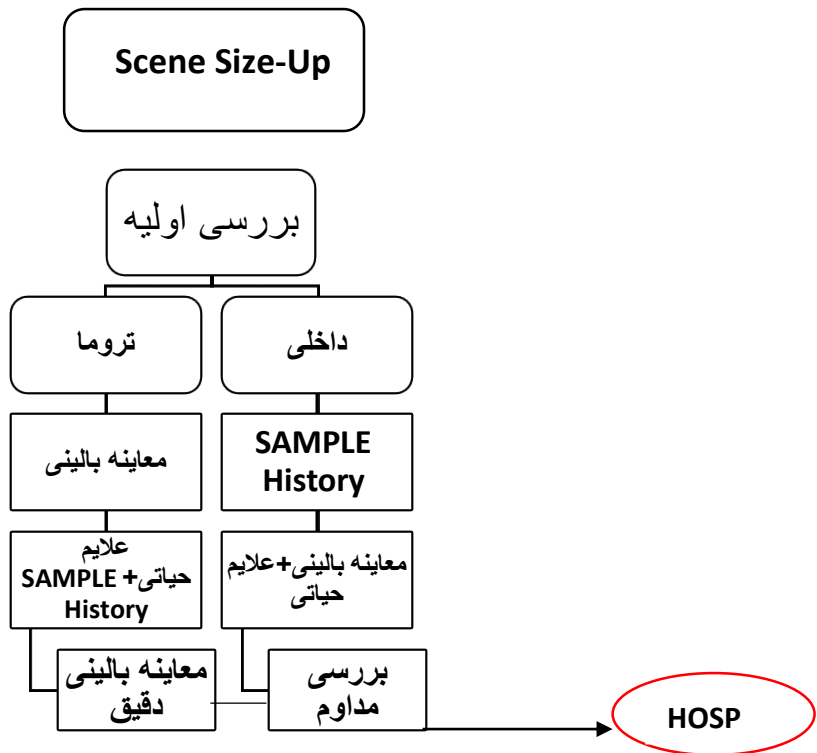 Scene Size-Up
بررسی اولیه
داخلی
تروما
SAMPLE
History
معاینه بالینی
معاینه بالینی+علایم
حیاتی
علایم
حیاتی+ SAMPLE
History
بررسی
مداوم
معاینه بالینی
دقیق
HOSP